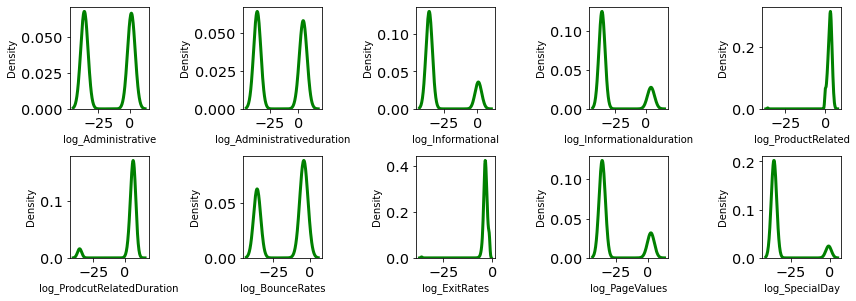 Density
0.050
0.025
0.000
−25 0
log_Administrative
Density
0.050
0.025
0.000
−25 0
log_Administrativeduration
Density
0.10
0.05
0.00
−25 0
log_Informational
Density
0.10
0.05
0.00
−25 0
log_Informationalduration
Density
0.2
0.0
−25 0
log_ProductRelated
Density
0.1
0.0
−25 0
log_ProdcutRelatedDuration
Density
0.05
0.00
−25 0
log_BounceRates
Density
0.4
0.2
0.0
−25 0
log_ExitRates
Density
0.10
0.05
0.00
−25 0
log_PageValues
Density
0.2
0.1
0.0
−25 0
log_SpecialDay